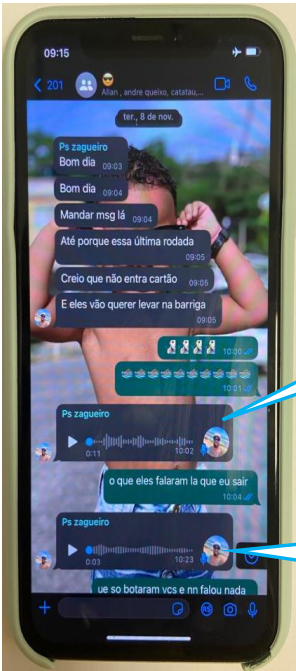 09:15
201
😎
Allan , andre queixo, catatau,...
ter., 8 de nov.
Ps zagueiro
Bom dia 09:03
Bom dia 09:04
Mandar msg lá 09:04
Até porque essa última rodada
09:05
Creio que não entra cartão 09:05
E eles vão querer levar na barriga
09:05
10:00
10:01
Ps zagueiro
0:11 10:02
o que eles falaram la que eu sair
10:04
Ps zagueiro
0:03 10:23
ue so botaram vcs e nn falou nada